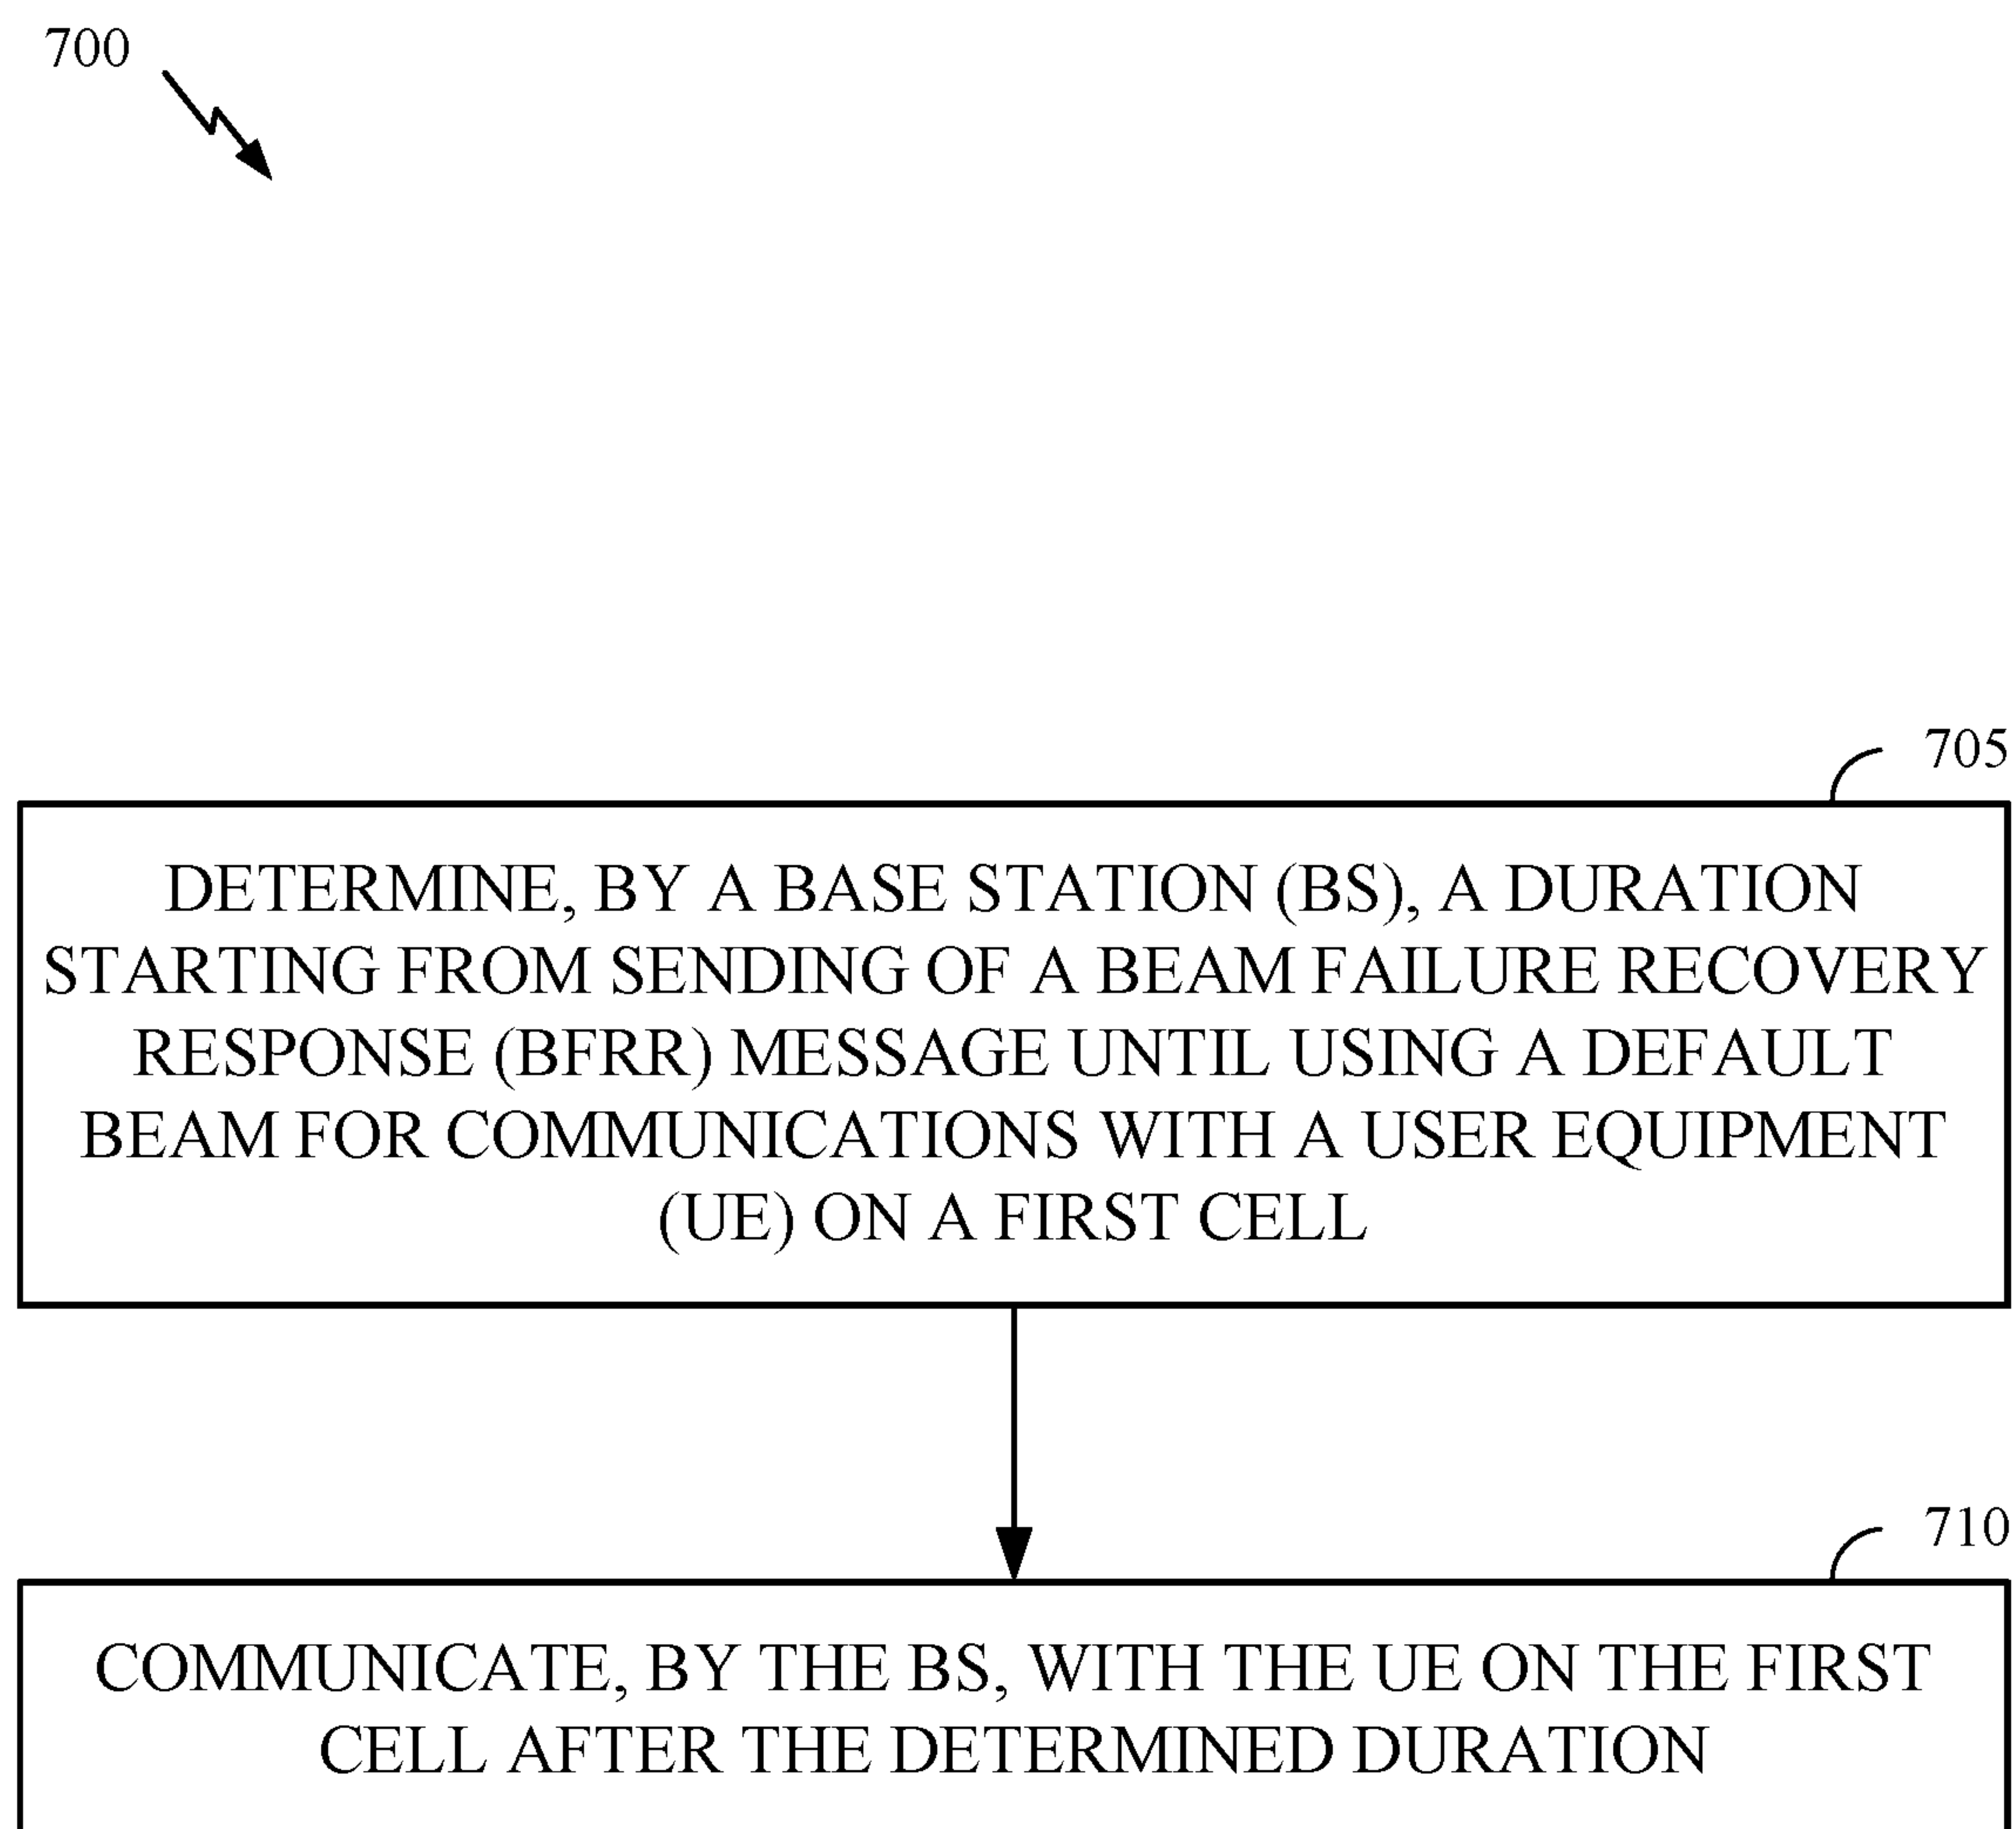 700
705
DETERMINE, BY A BASE STATION (BS), A DURATION
STARTING FROM SENDING OF A BEAM FAILURE RECOVERY
RESPONSE (BFRR) MESSAGE UNTIL USING A DEFAULT
BEAM FOR COMMUNICATIONS WITH A USER EQUIPMENT
(UE) ON A FIRST CELL
710
COMMUNICATE, BY THE BS, WITH THE UE ON THE FIRST
CELL AFTER THE DETERMINED DURATION